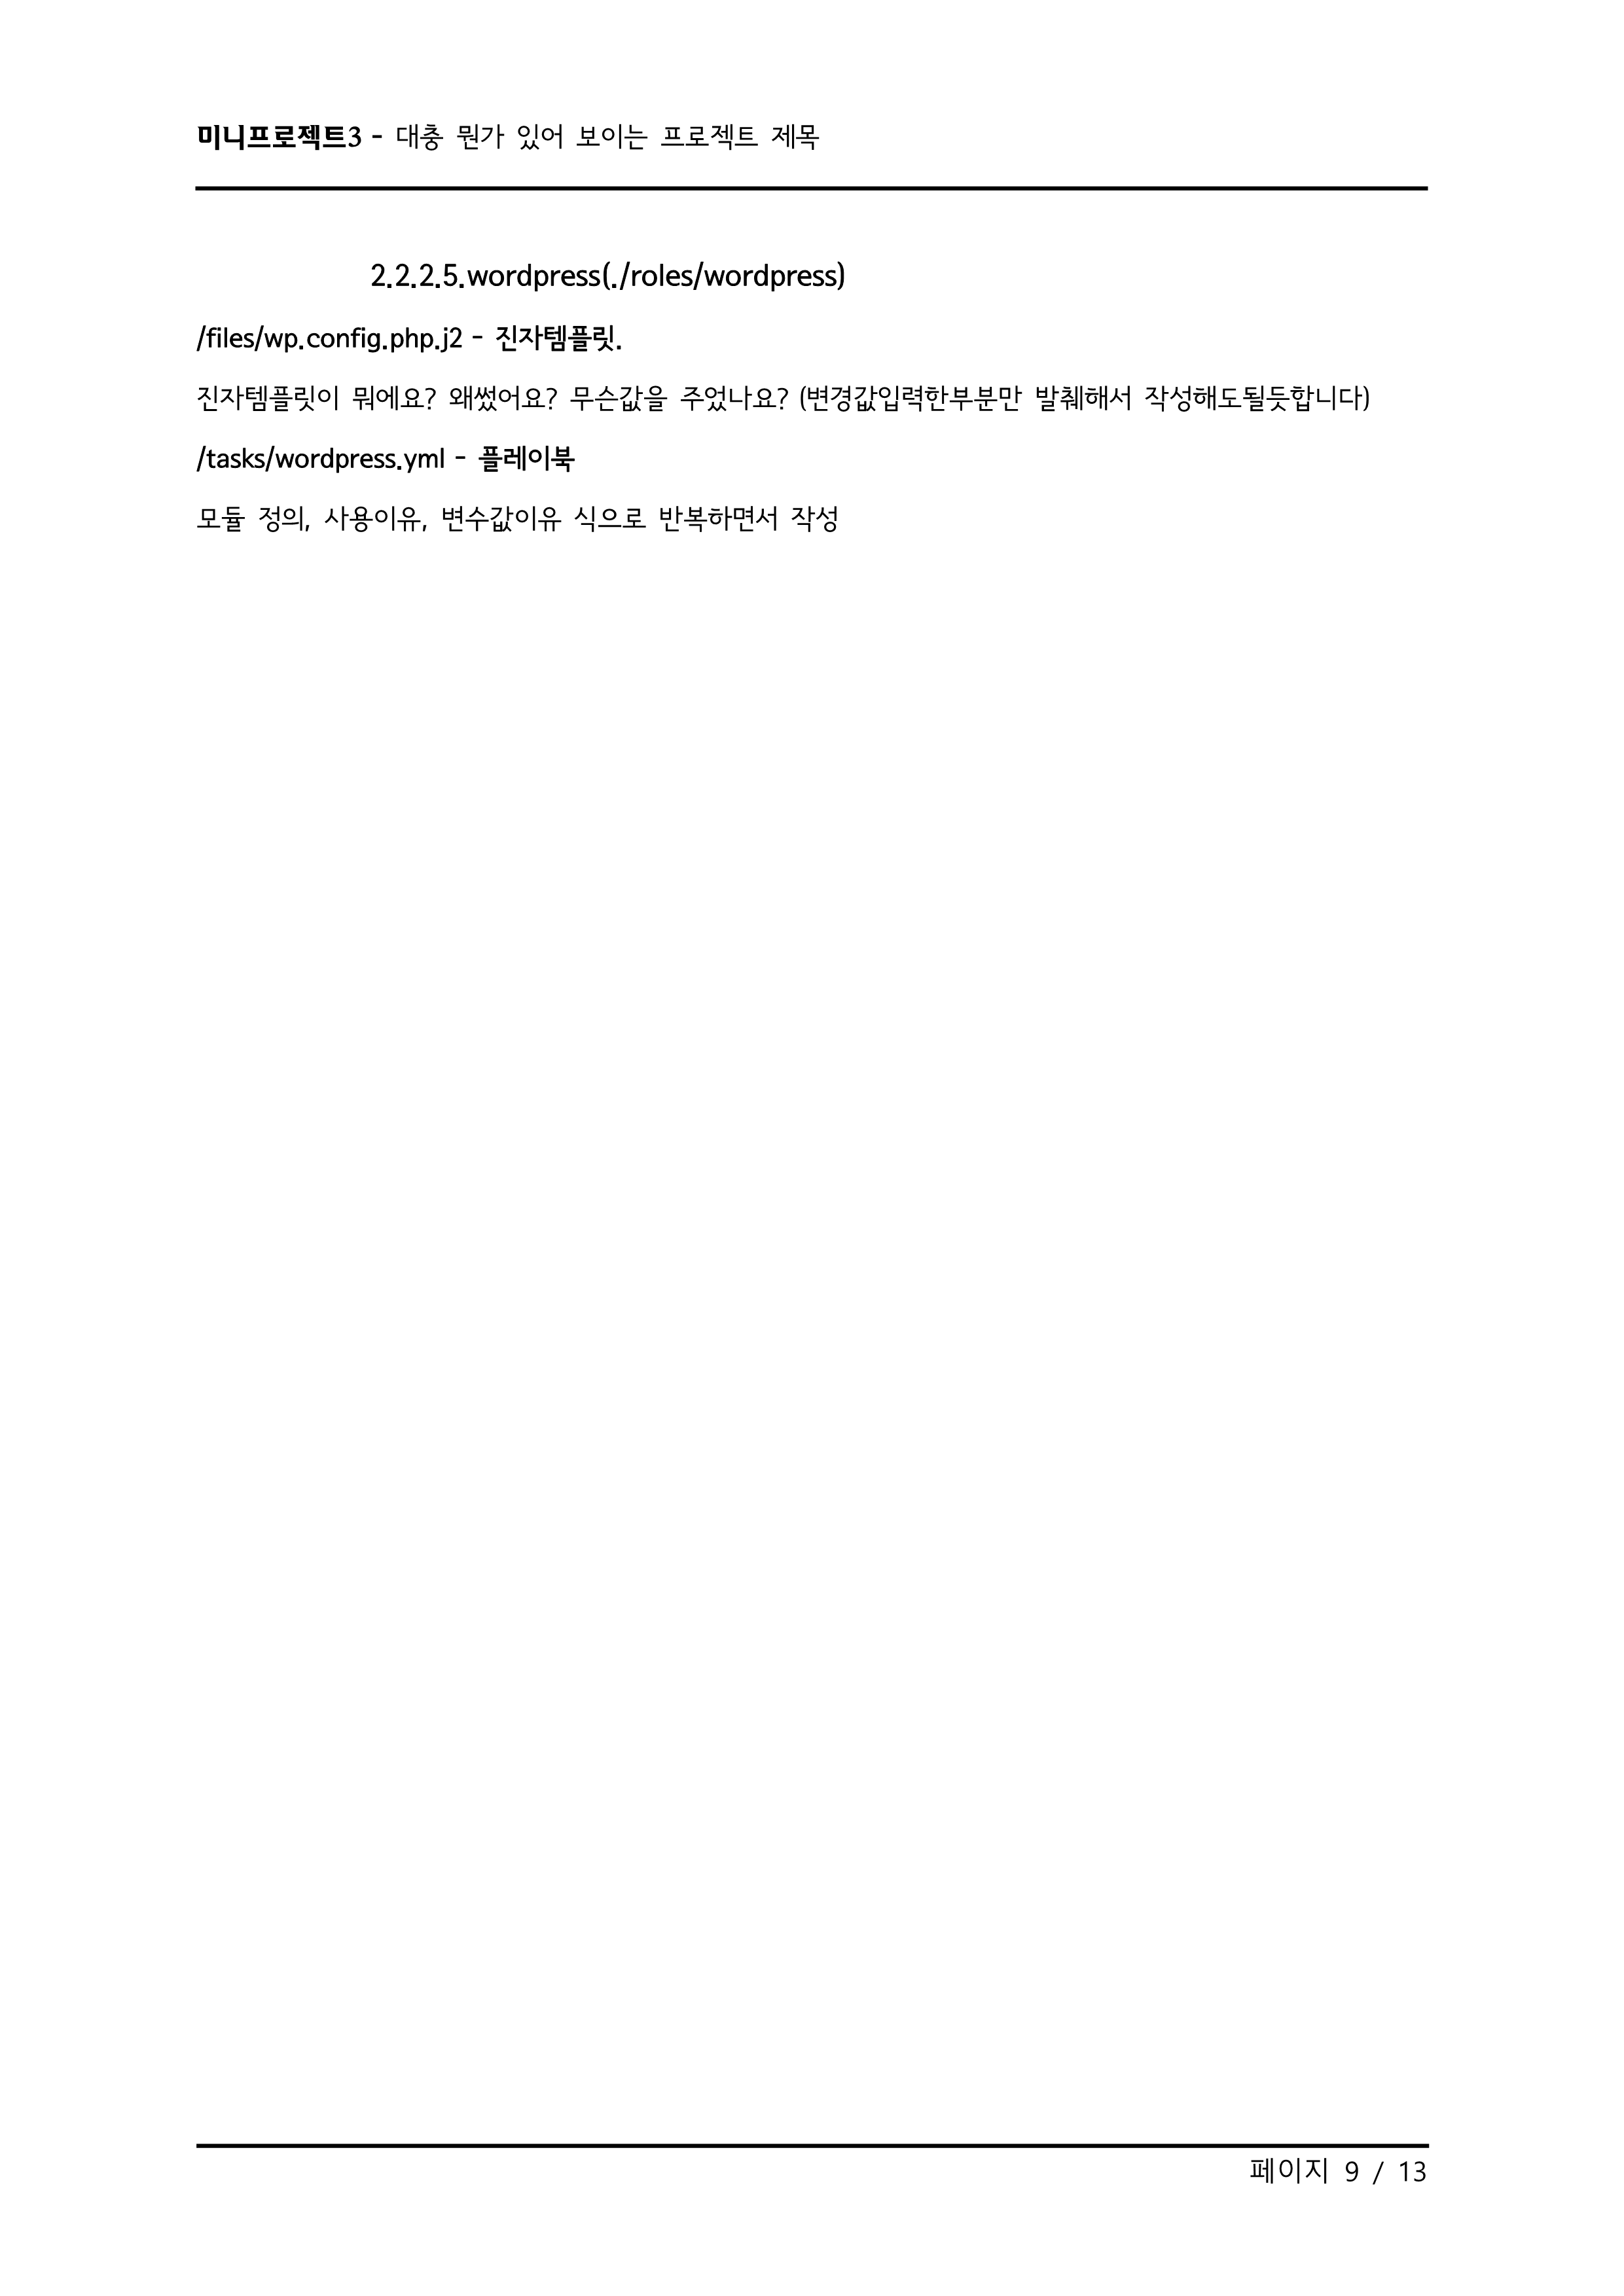 미니프로젝트3 - 대충 뭔가 있어 보이는 프로젝트 제목
2.2.2.5.wordpress(./roles/wordpress)
/files/wp.config.php.j2 - 진자템플릿.
진자템플릿이 뭐에요? 왜썼어요? 무슨값을 주었나요? (변경값입력한부분만 발췌해서 작성해도될듯합니다)
/tasks/wordpress.yml - 플레이북
모듈 정의, 사용이유, 변수값이유 식으로 반복하면서 작성
페이지 9 / 13